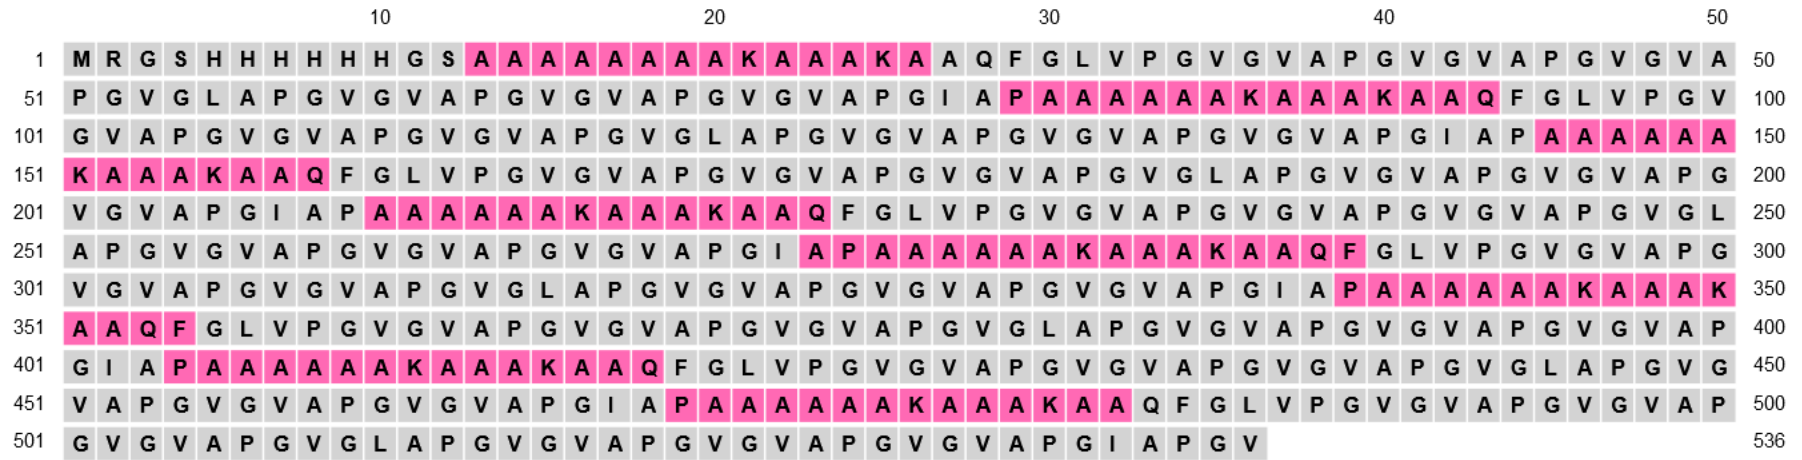 10 20 30 40 50
1 M R G S H H H H H H G S A A A A A A A A K A A A K A A Q F G L V P G V G V A P G V G V A P G V G V A 50
51 P G V G L A P G V G V A P G V G V A P G V G V A P G I A P A A A A A A K A A A K A A Q F G L V P G V 100
101 G V A P G V G V A P G V G V A P G V G L A P G V G V A P G V G V A P G V G V A P G I A P A A A A A A 150
151 K A A A K A A Q F G L V P G V G V A P G V G V A P G V G V A P G V G L A P G V G V A P G V G V A P G 200
201 V G V A P G I A P A A A A A A K A A A K A A Q F G L V P G V G V A P G V G V A P G V G V A P G V G L 250
251 A P G V G V A P G V G V A P G V G V A P G I A P A A A A A A K A A A K A A Q F G L V P G V G V A P G 300
301 V G V A P G V G V A P G V G L A P G V G V A P G V G V A P G V G V A P G I A P A A A A A A K A A A K 350
351 A A Q F G L V P G V G V A P G V G V A P G V G V A P G V G L A P G V G V A P G V G V A P G V G V A P 400
401 G I A P A A A A A A K A A A K A A Q F G L V P G V G V A P G V G V A P G V G V A P G V G L A P G V G 450
451 V A P G V G V A P G V G V A P G I A P A A A A A A K A A A K A A Q F G L V P G V G V A P G V G V A P 500
501 G V G V A P G V G L A P G V G V A P G V G V A P G V G V A P G I A P G V 536